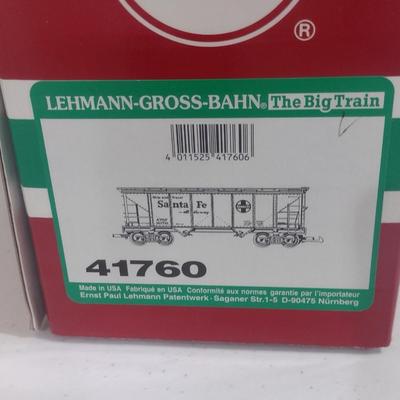 ®
LEHMANN-GROSS-BAHN® The Big Train
4 011525 417606
Santa Fe
41760
Made in USA Fabriqué en USA Conformité aux normes garantie par l'importateur
Ernst Paul Lehmann Patentwerk · Saganer Str.1-5 D-90475 Nürnberg